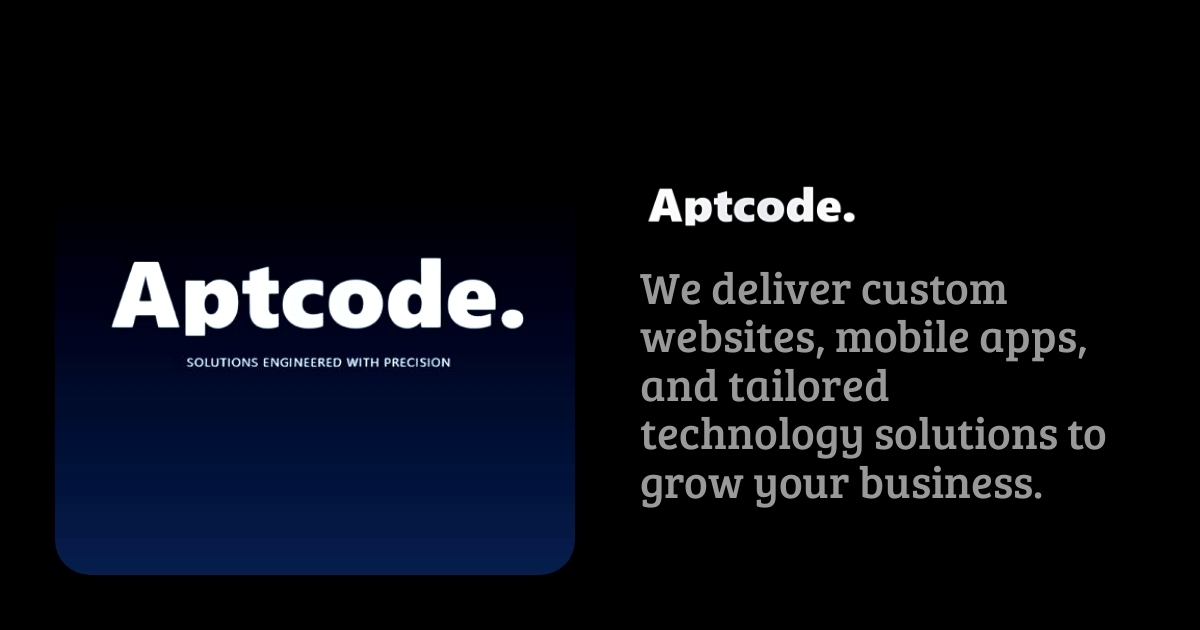 Aptcode.
SOLUTIONS ENGINEERED WITH PRECISION
Aptcode.
We deliver custom
websites, mobile apps,
and tailored
technology solutions to
grow your business.